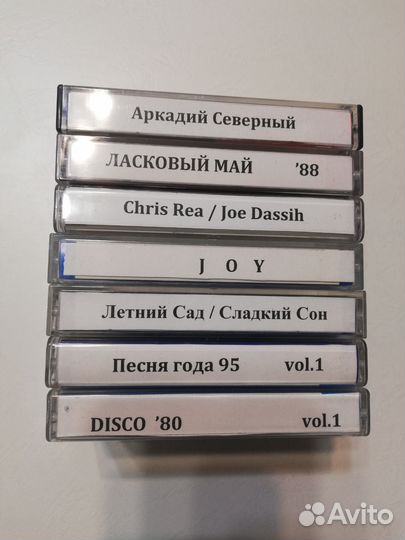 Аркадий Северный
ЛАСКОВЫЙ МАЙ '88
Chris Rea / Joe Dassih
J O Y
Летний Сад / Сладкий Сон
Песня года 95 vol.1
DISCO '80 vol.1
Avito